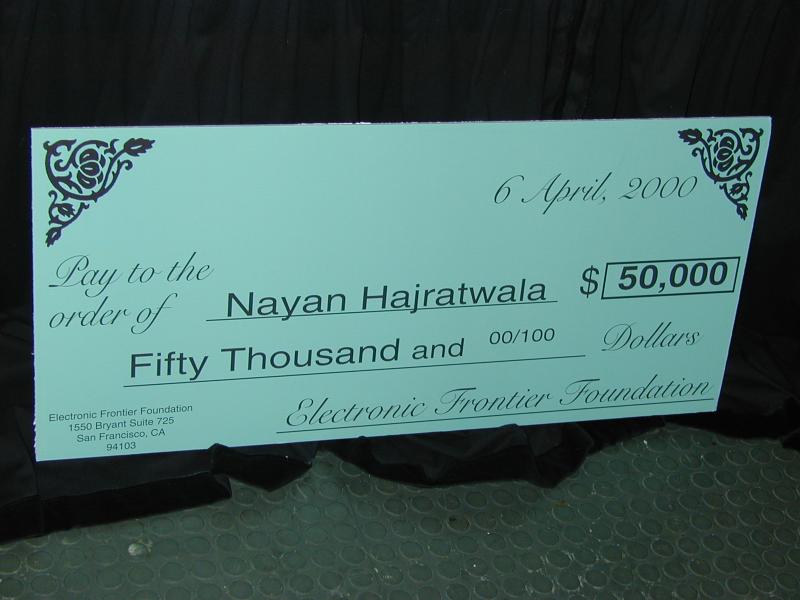 6 April, 2000
Pay to the
order of
Nayan Hajratwala
$ 50,000
Fifty Thousand and 00/100
Dollars
Electronic Frontier Foundation
1550 Bryant Suite 725
San Francisco, CA
94103
Electronic Frontier Foundation